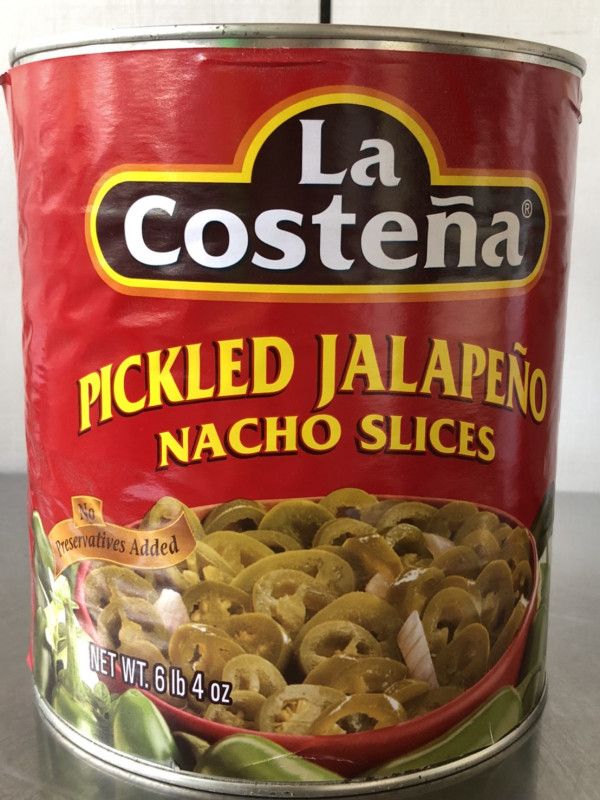 La
Costeña®
PICKLED JALAPEÑO
NACHO SLICES
No
Preservatives Added
NET WT. 6 lb 4 oz